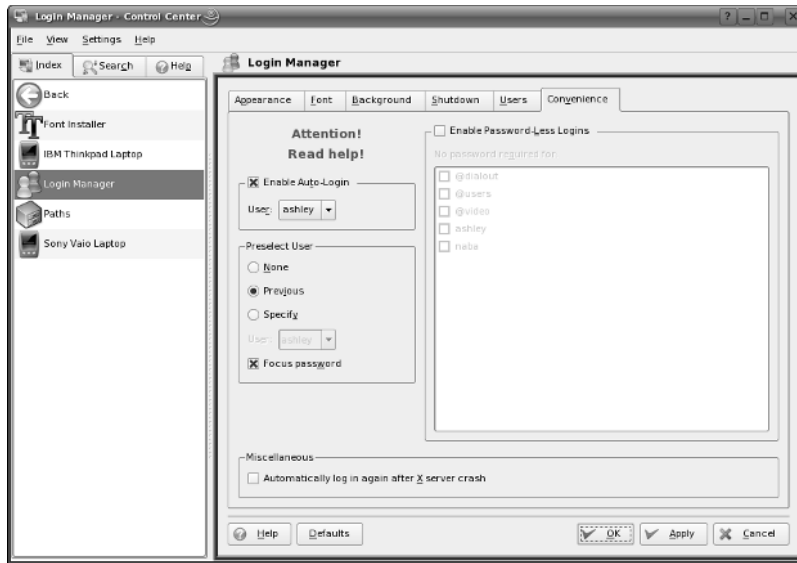 Login Manager - Control Center
File View Settings Help
Index Search Help
Login Manager
Back
Font Installer
IBM Thinkpad Laptop
Login Manager
Paths
Sony Vaio Laptop
Appearance Font Background Shutdown Users Convenience
Attention!
Read help!
Enable Auto-Login
User: ashley
Preselect User
None
Previous
Specify
User: ashley
Focus password
Enable Password-Less Logins
No password required for:
@dialout
@users
@video
ashley
naba
Miscellaneous
Automatically log in again after X server crash
Help Defaults OK Apply Cancel